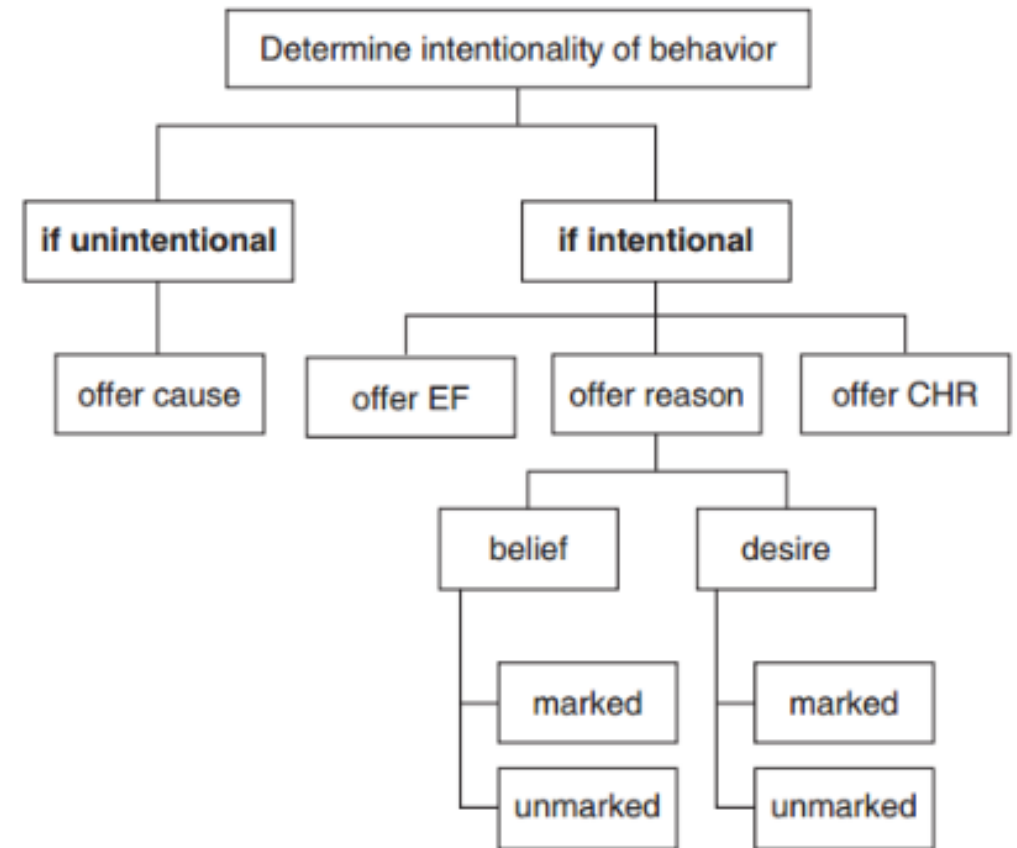 Determine intentionality of behavior
if unintentional
if intentional
offer cause
offer EF
offer reason
offer CHR
belief
desire
marked
marked
unmarked
unmarked